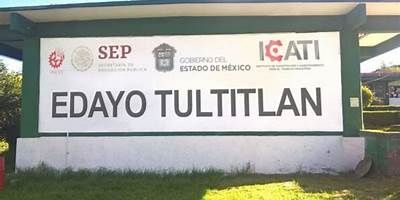 SEP
SECRETARÍA DE
EDUCACIÓN PÚBLICA
GOBIERNO DEL
ESTADO DE MÉXICO
ICATI
EDAYO TULTITLAN